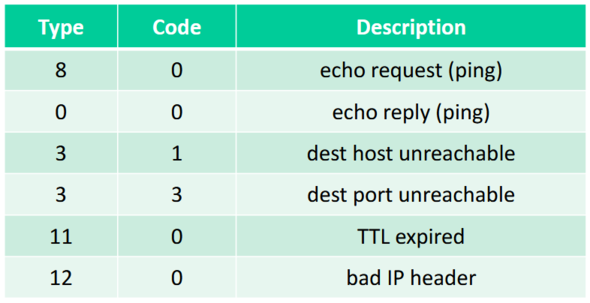 Type Code Description
8 0 echo request (ping)
0 0 echo reply (ping)
3 1 dest host unreachable
3 3 dest port unreachable
11 0 TTL expired
12 0 bad IP header